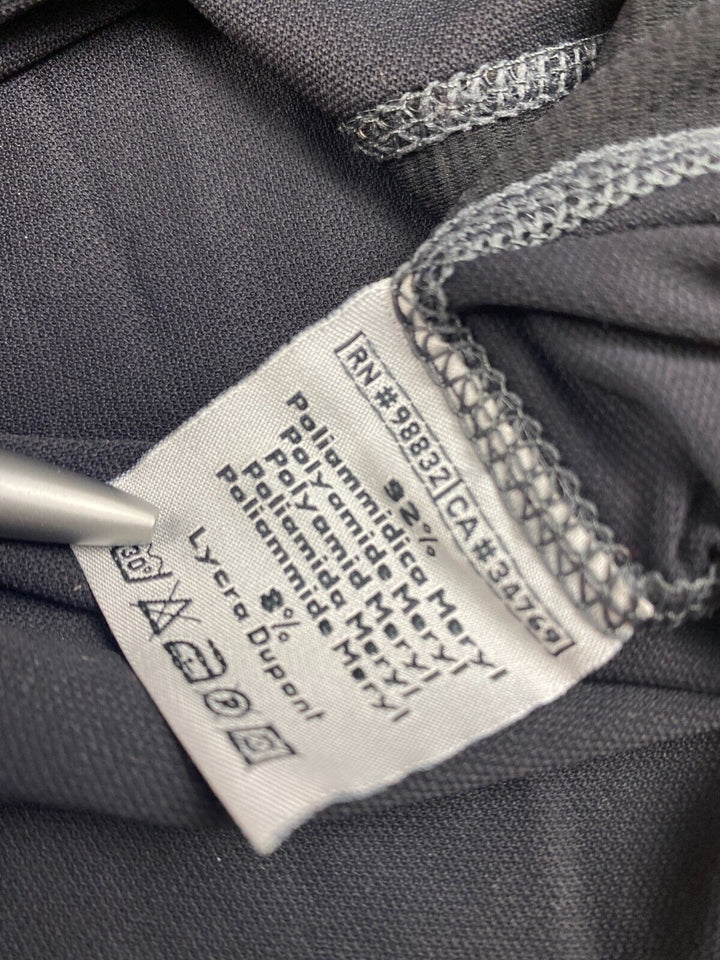 RN #98832 CA #34769
92%
Poliammidica Meryl
Polyamide Meryl
Polyamid Meryl
Poliamida Meryl
Poliammide Meryl
8%
Lycra Dupont
30°
P